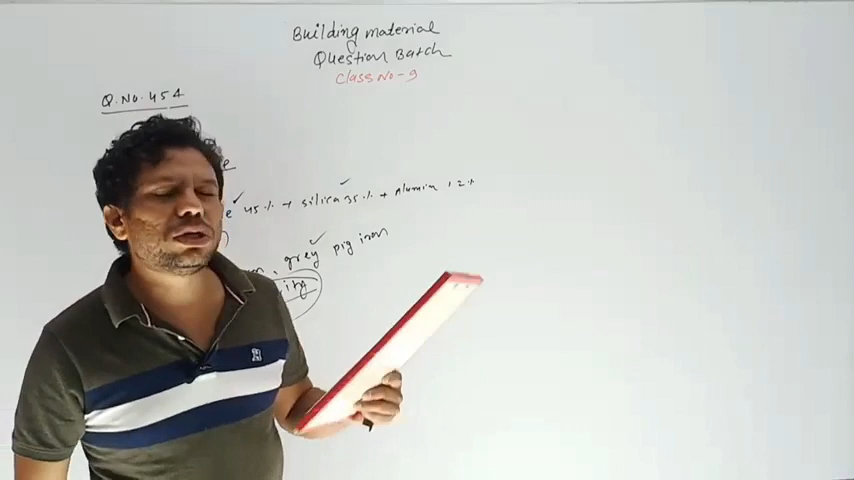 Building material
Question Batch
Class No-9
Q.No.454
e 45% + silica 35% + Alumina 12%
grey pig iron